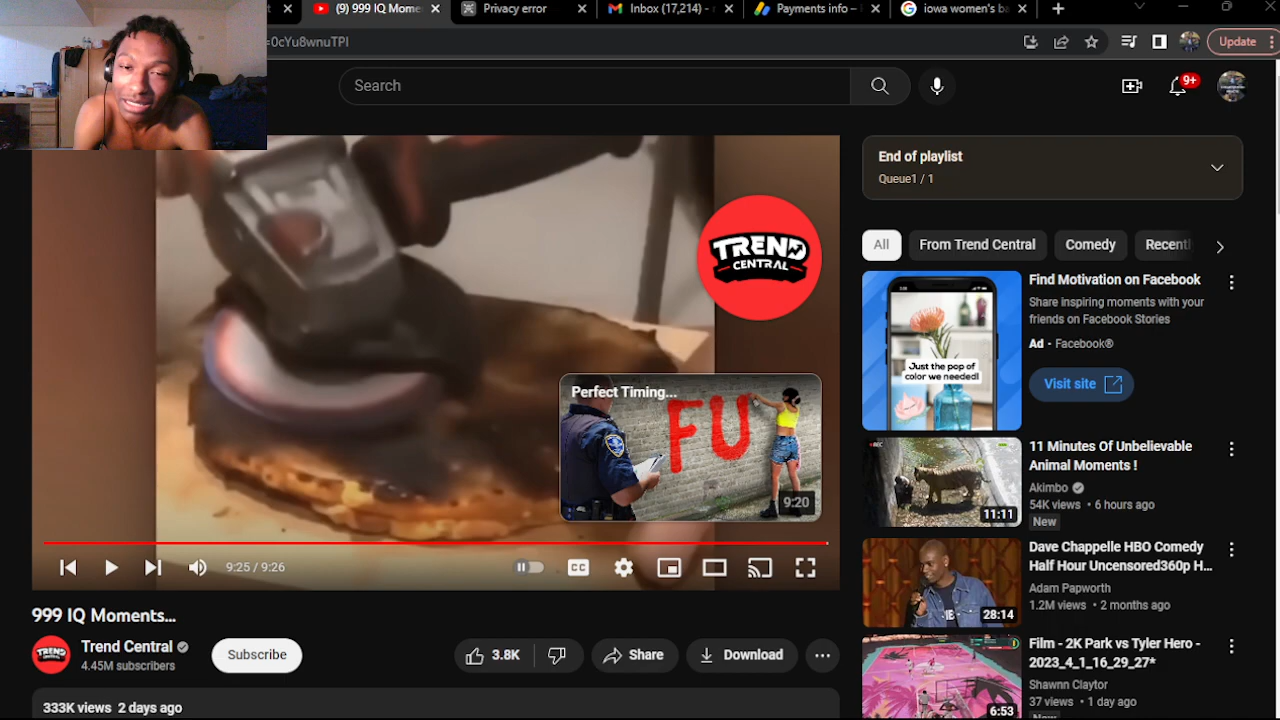 (9) 999 IQ Mome
Privacy error
Inbox (17,214) -
Payments info –
iowa women's ba
=0cYu8wnuTPI
Update
Search
9+
TREND
CENTRAL
Perfect Timing...
FU
9:20
9:25 / 9:26
CC
999 IQ Moments...
Trend Central
4.45M subscribers
Subscribe
3.8K
Share
Download
333K views 2 days ago
End of playlist
Queue1 / 1
All
From Trend Central
Comedy
Recentl
Just the pop of
color we needed!
Find Motivation on Facebook
Share inspiring moments with your
friends on Facebook Stories
Ad • Facebook®
Visit site
11:11
11 Minutes Of Unbelievable
Animal Moments !
Akimbo
54K views • 6 hours ago
New
28:14
Dave Chappelle HBO Comedy
Half Hour Uncensored360p H...
Adam Papworth
1.2M views • 2 months ago
6:53
Film - 2K Park vs Tyler Hero -
2023_4_1_16_29_27*
Shawnn Claytor
37 views • 1 day ago
New